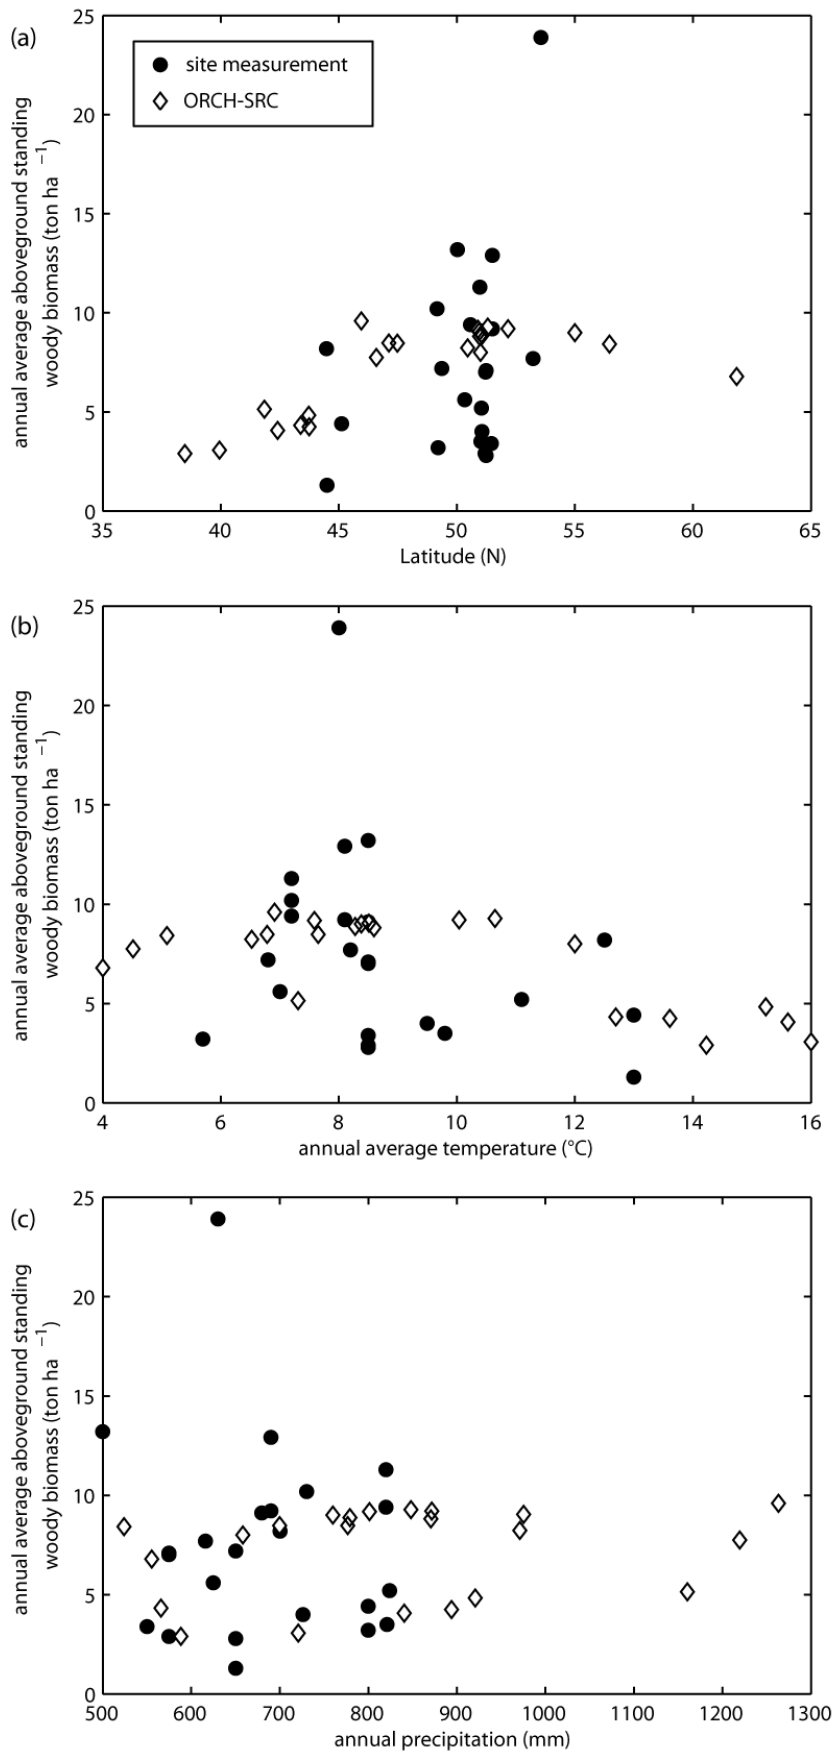 (a)
site measurement
ORCH-SRC
annual average aboveground standing
woody biomass (ton ha −1)
25
20
15
10
5
0
35 40 45 50 55 60 65
Latitude (N)
(b)
annual average aboveground standing
woody biomass (ton ha −1)
25
20
15
10
5
0
4 6 8 10 12 14 16
annual average temperature (°C)
(c)
annual average aboveground standing
woody biomass (ton ha −1)
25
20
15
10
5
0
500 600 700 800 900 1000 1100 1200 1300
annual precipitation (mm)